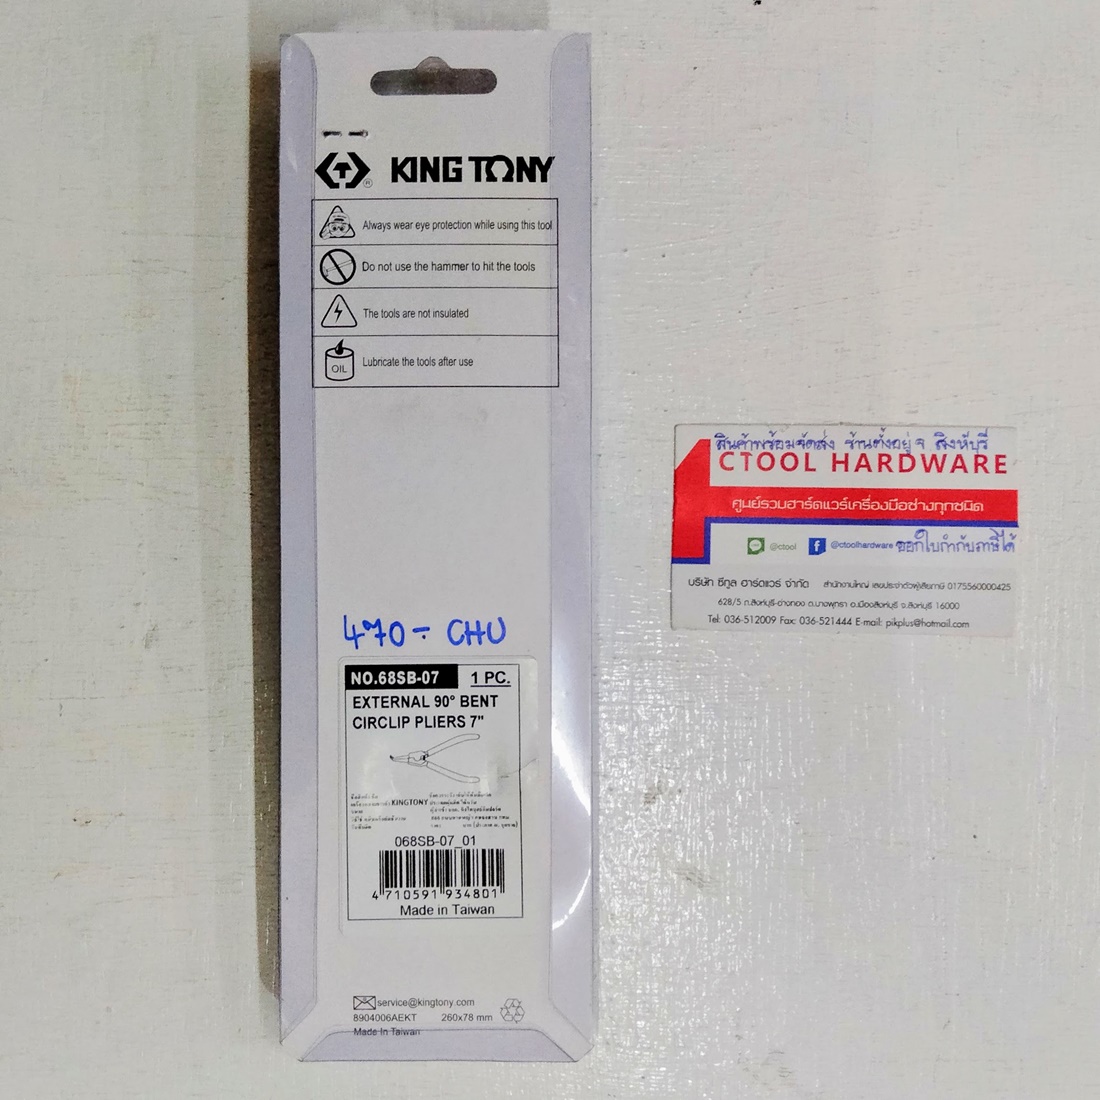 KING TONY
Always wear eye protection while using this tool
Do not use the hammer to hit the tools
The tools are not insulated
OIL
Lubricate the tools after use
470- CHU
NO.68SB-07 1 PC.
EXTERNAL 90° BENT
CIRCLIP PLIERS 7"
KINGTONY
068SB-07_01
4 710591 934801
Made in Taiwan
service@kingtony.com
8904006AEKT 260x78 mm
Made In Taiwan
สินค้าพร้อมจัดส่ง ร้านตั้งอยู่ จ สิงห์บุรี
CTOOL HARDWARE
ศูนย์รวมฮาร์ดแวร์เครื่องมือช่างทุกชนิด
@ctool @ctoolhardware ออกใบกำกับภาษีได้
บริษัท ซีทูล ฮาร์ดแวร์ จำกัด สำนักงานใหญ่ เลขประจำตัวผู้เสียภาษี 0175560000425
628/5 ถ.สิงห์บุรี-อ่างทอง ต.บางพุทรา อ.เมืองสิงห์บุรี จ.สิงห์บุรี 16000
Tel: 036-512009 Fax: 036-521444 E-mail: pikplus@hotmail.com